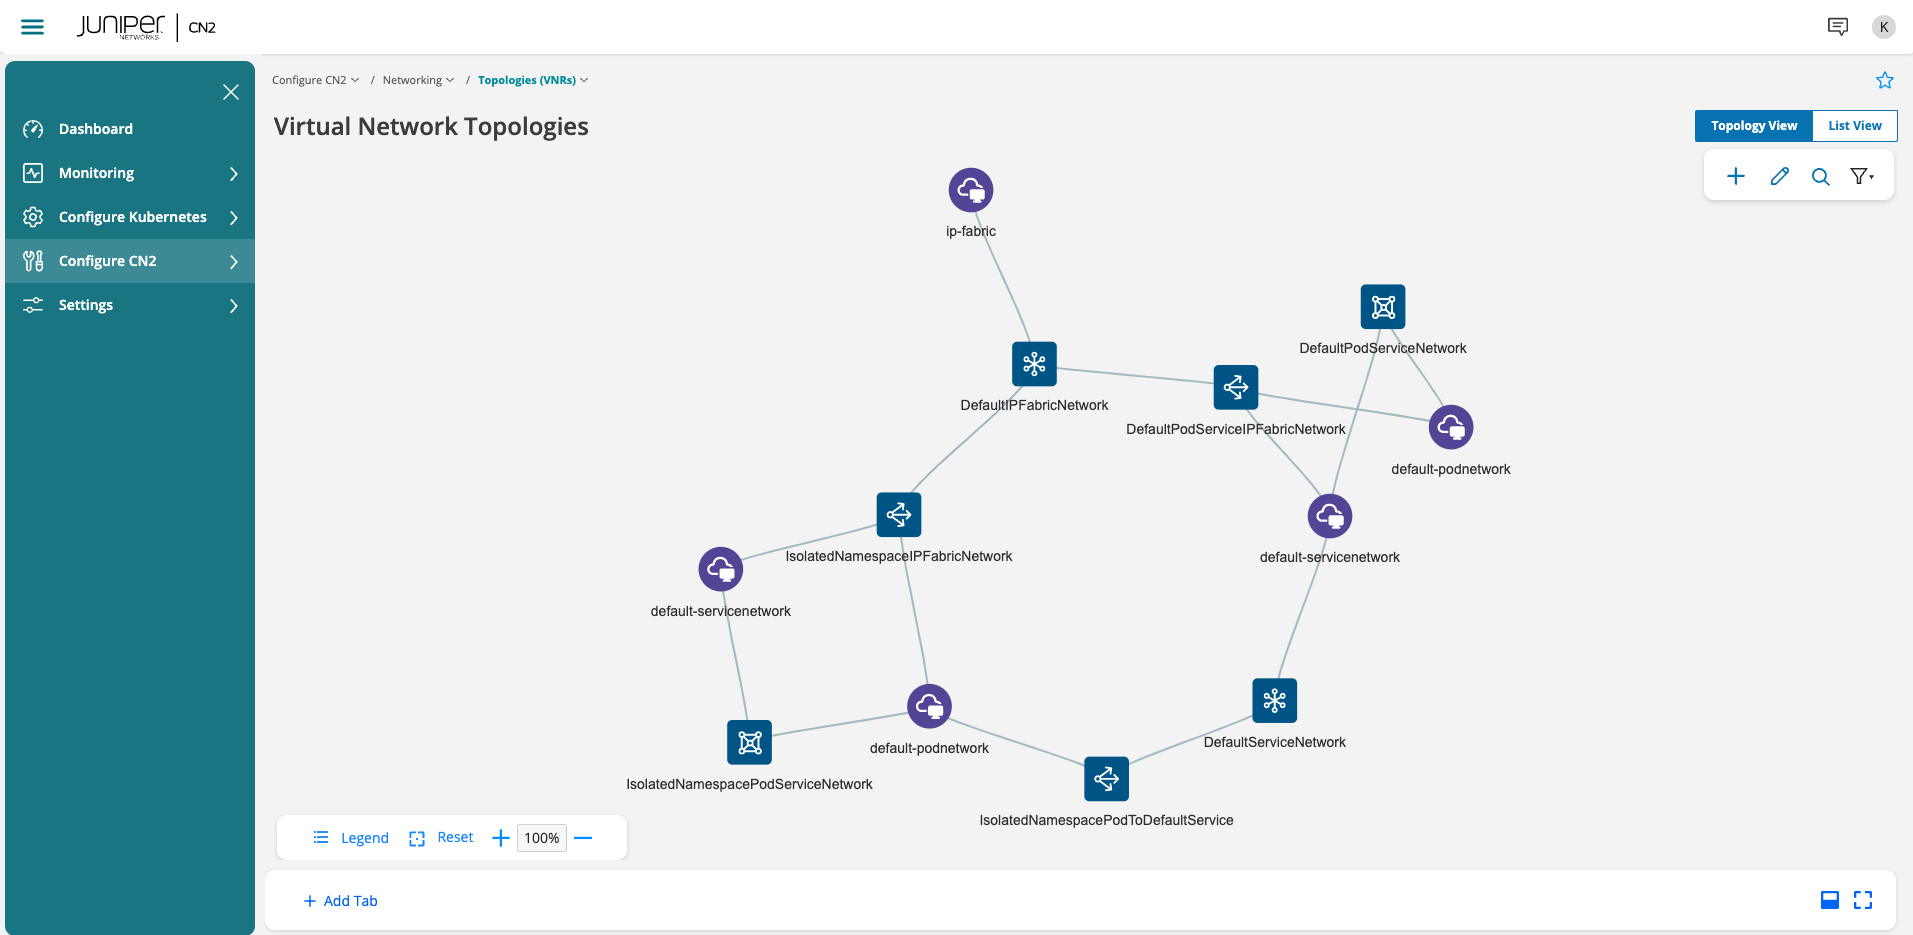 JUNIPER
NETWORKS
CN2
K
Dashboard
Monitoring
Configure Kubernetes
Configure CN2
Settings
Configure CN2 / Networking / Topologies (VNRs)
Virtual Network Topologies
Topology View
List View
ip-fabric
DefaultPodServiceNetwork
DefaultIPFabricNetwork
DefaultPodServiceIPFabricNetwork
default-podnetwork
IsolatedNamespaceIPFabricNetwork
default-servicenetwork
default-servicenetwork
DefaultServiceNetwork
default-podnetwork
IsolatedNamespacePodServiceNetwork
IsolatedNamespacePodToDefaultService
Legend
Reset
100%
Add Tab